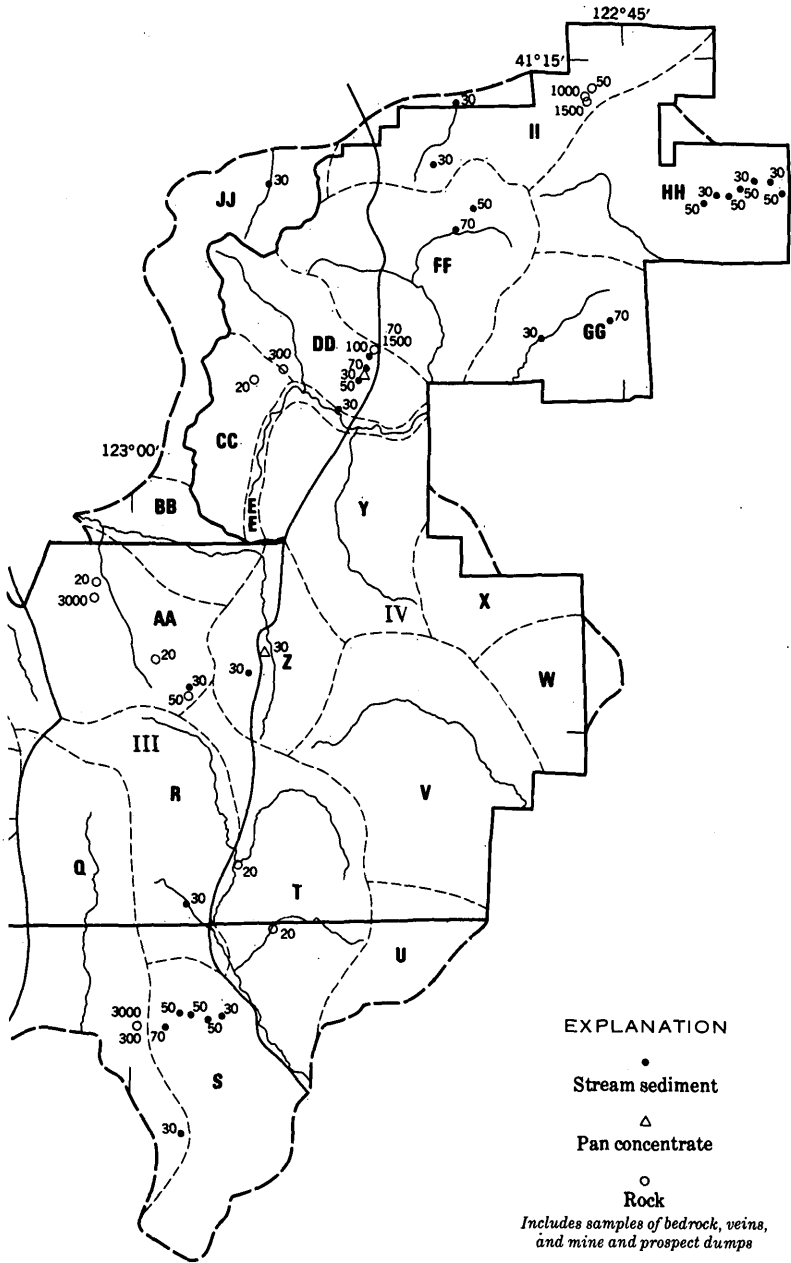 122°45′
41°15′
50
1000
1500
30
II
30
30
JJ
30 30
HH 30 50
50 50 50
50
70
FF
70
GG
30
DD
70
1500
100
70
30
50
300
20
30
CC
123°00′
BB
E
E
Y
20
3000
AA
IV
X
20
30
Z
30
W
30
50
III
R
V
Q
20
T
30
20
U
3000
300
50 50 30
70 50
S
30
EXPLANATION
Stream sediment
Pan concentrate
Rock
Includes samples of bedrock, veins,
and mine and prospect dumps